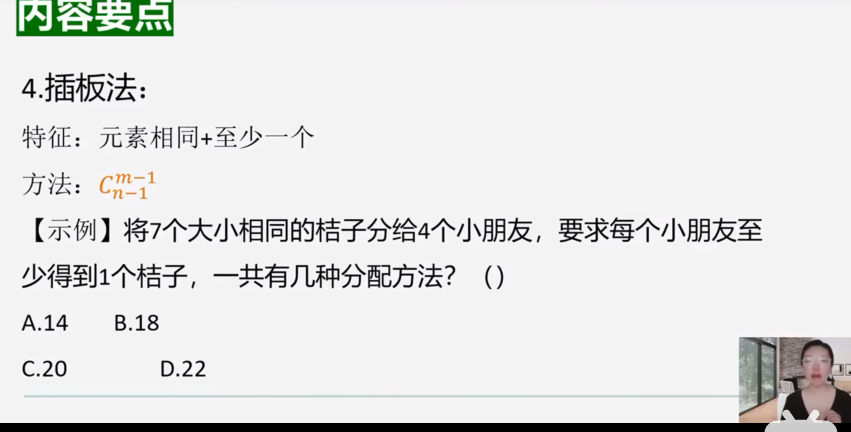 内容要点
4.插板法：
特征：元素相同+至少一个
方法：C_{n-1}^{m-1}
【示例】将7个大小相同的桔子分给4个小朋友，要求每个小朋友至
少得到1个桔子，一共有几种分配方法？（）
A.14 B.18
C.20 D.22